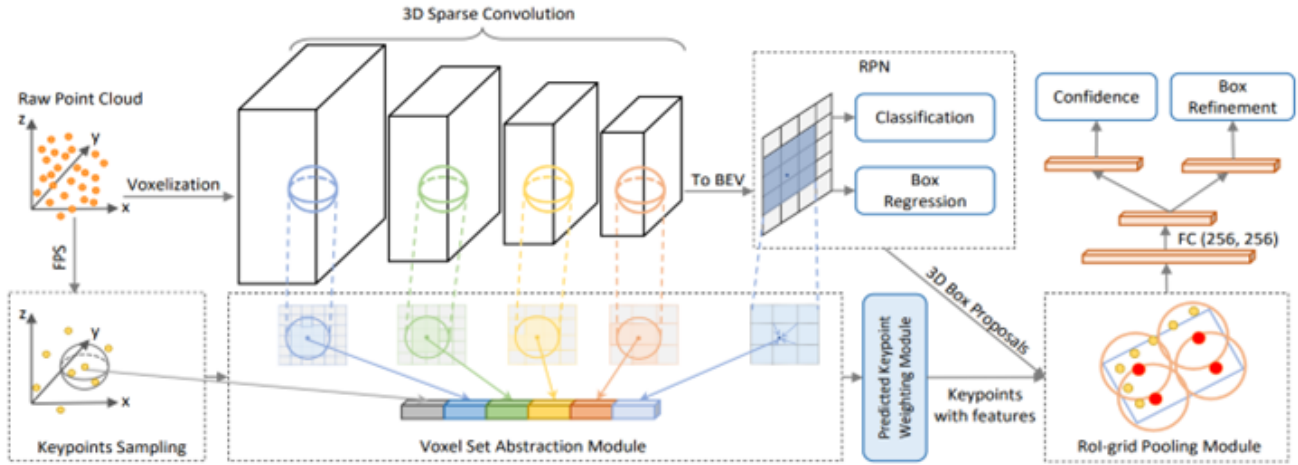 3D Sparse Convolution
Raw Point Cloud
z
y
x
Voxelization
To BEV
RPN
Classification
Box
Regression
Confidence
Box
Refinement
FC (256, 256)
FPS
3D Box Proposals
z
y
x
Keypoints Sampling
Voxel Set Abstraction Module
Predicted Keypoint
Weighting Module
Keypoints
with features
RoI-grid Pooling Module